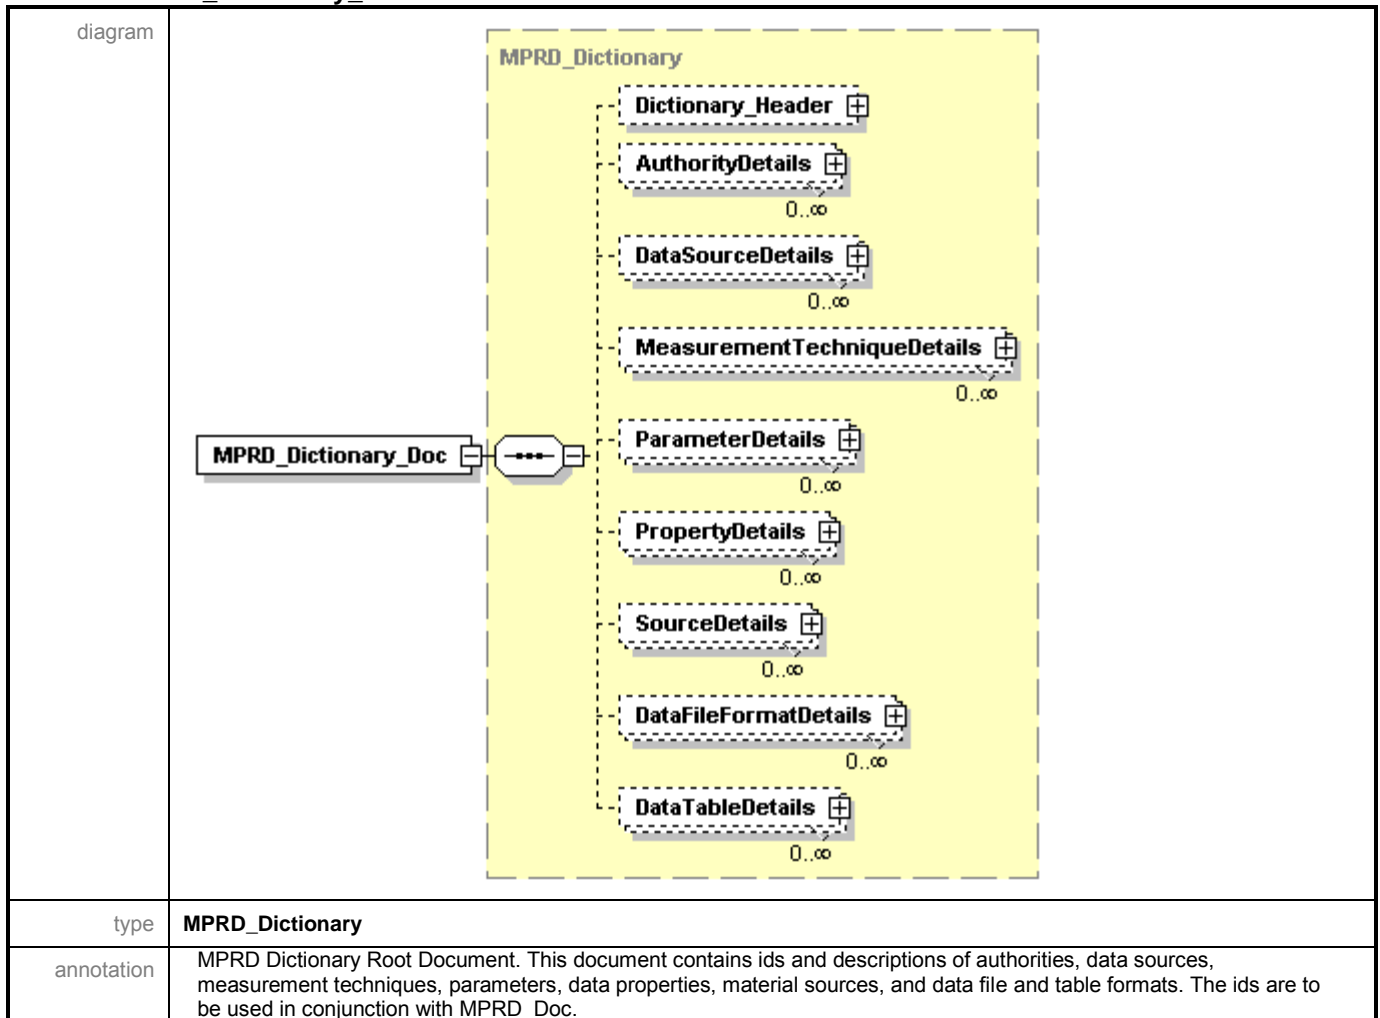 diagram
MPRD_Dictionary
Dictionary_Header
AuthorityDetails
0..∞
DataSourceDetails
0..∞
MeasurementTechniqueDetails
0..∞
MPRD_Dictionary_Doc
ParameterDetails
0..∞
PropertyDetails
0..∞
SourceDetails
0..∞
DataFileFormatDetails
0..∞
DataTableDetails
0..∞
type
MPRD_Dictionary
annotation
MPRD Dictionary Root Document. This document contains ids and descriptions of authorities, data sources,
measurement techniques, parameters, data properties, material sources, and data file and table formats. The ids are to
be used in conjunction with MPRD_Doc.